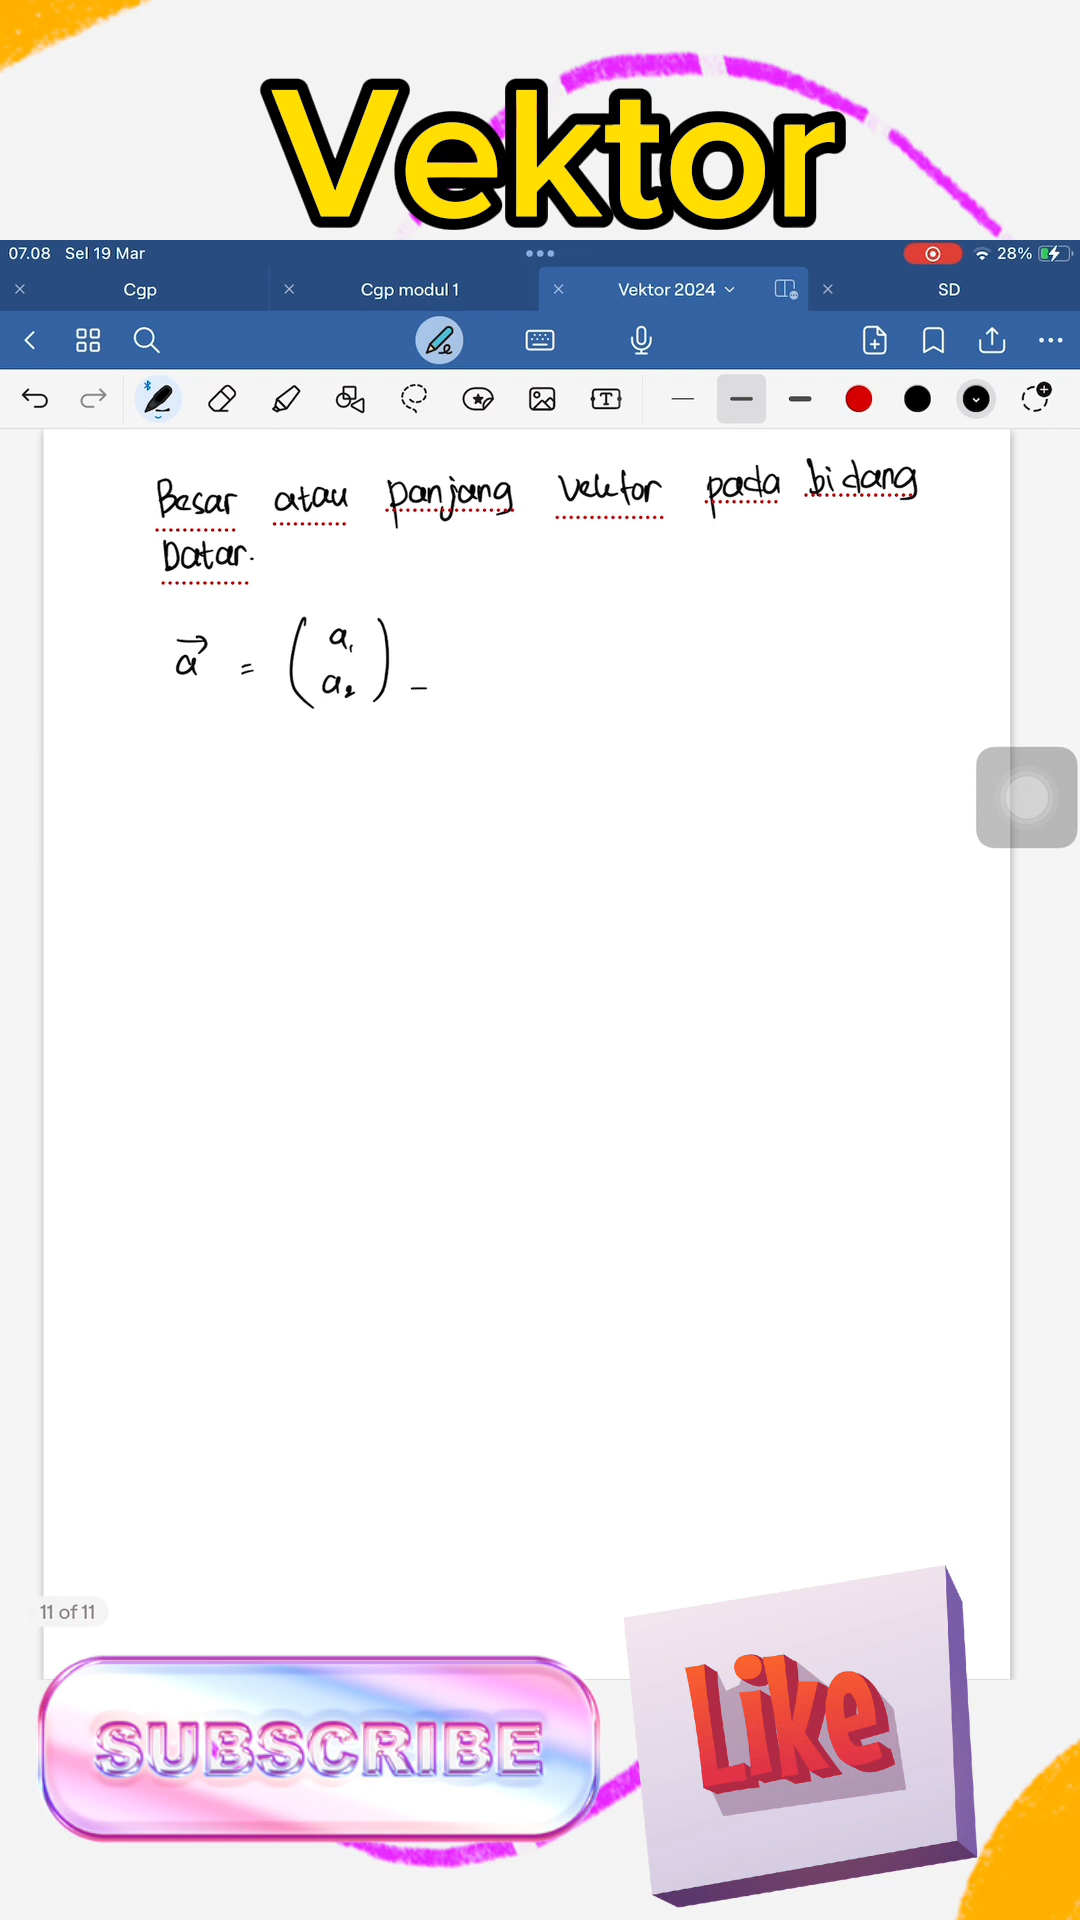 Vektor
07.08 Sel 19 Mar 28%
Cgp Cgp modul 1 Vektor 2024 SD
Besar atau panjang Vektor pada bidang
Datar.
a⃗ = ( a₁
a₂ ) –
11 of 11
SUBSCRIBE
Like